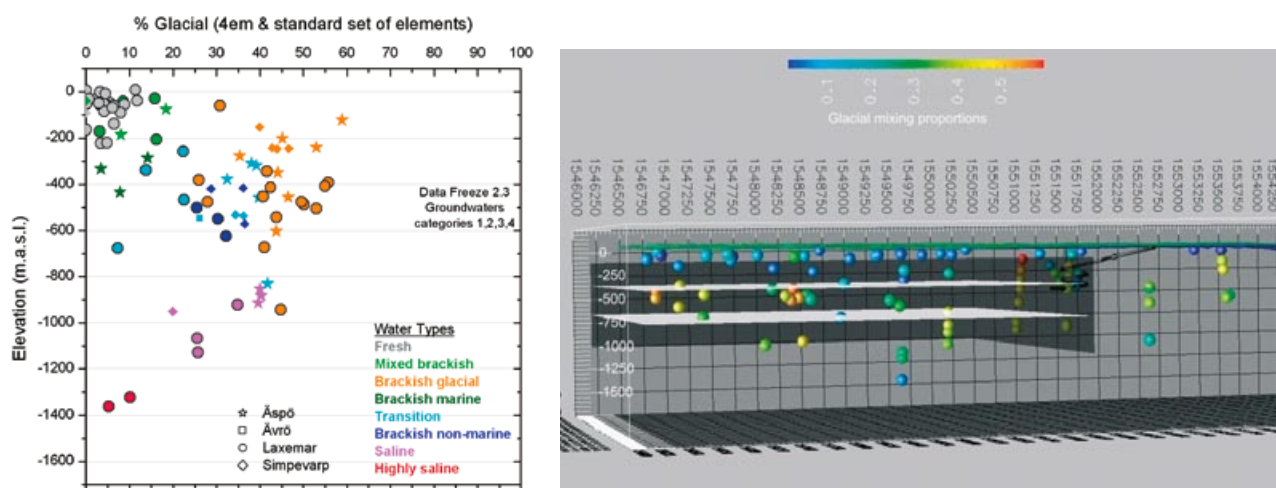 % Glacial (4em & standard set of elements)
0 10 20 30 40 50 60 70 80 90 100
Elevation (m.a.s.l.)
0
-200
-400
-600
-800
-1000
-1200
-1400
-1600
Data Freeze 2.3
Groundwaters
categories 1,2,3,4
Water Types
Fresh
Mixed brackish
Brackish glacial
Brackish marine
Transition
Brackish non-marine
Saline
Highly saline
Äspö
Ävrö
Laxemar
Simpevarp
0.1 0.2 0.3 0.4 0.5
Glacial mixing proportions
1546000 1546250 1546500 1546750 1547000 1547250 1547500 1547750 1548000 1548250 1548500 1548750 1549000 1549250 1549500 1549750 1550000 1550250 1550500 1550750 1551000 1551250 1551500 1551750 1552000 1552250 1552500 1552750 1553000 1553250 1553500 1553750 1554000 1554250
0
-250
-500
-750
-1000
-1250
-1500